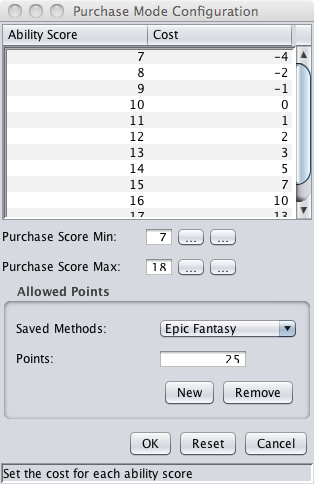 Purchase Mode Configuration
Ability Score Cost
7 -4
8 -2
9 -1
10 0
11 1
12 2
13 3
14 5
15 7
16 10
17 13
Purchase Score Min: 7 ... ...
Purchase Score Max: 18 ... ...
Allowed Points
Saved Methods: Epic Fantasy
Points: 25
New Remove
OK Reset Cancel
Set the cost for each ability score